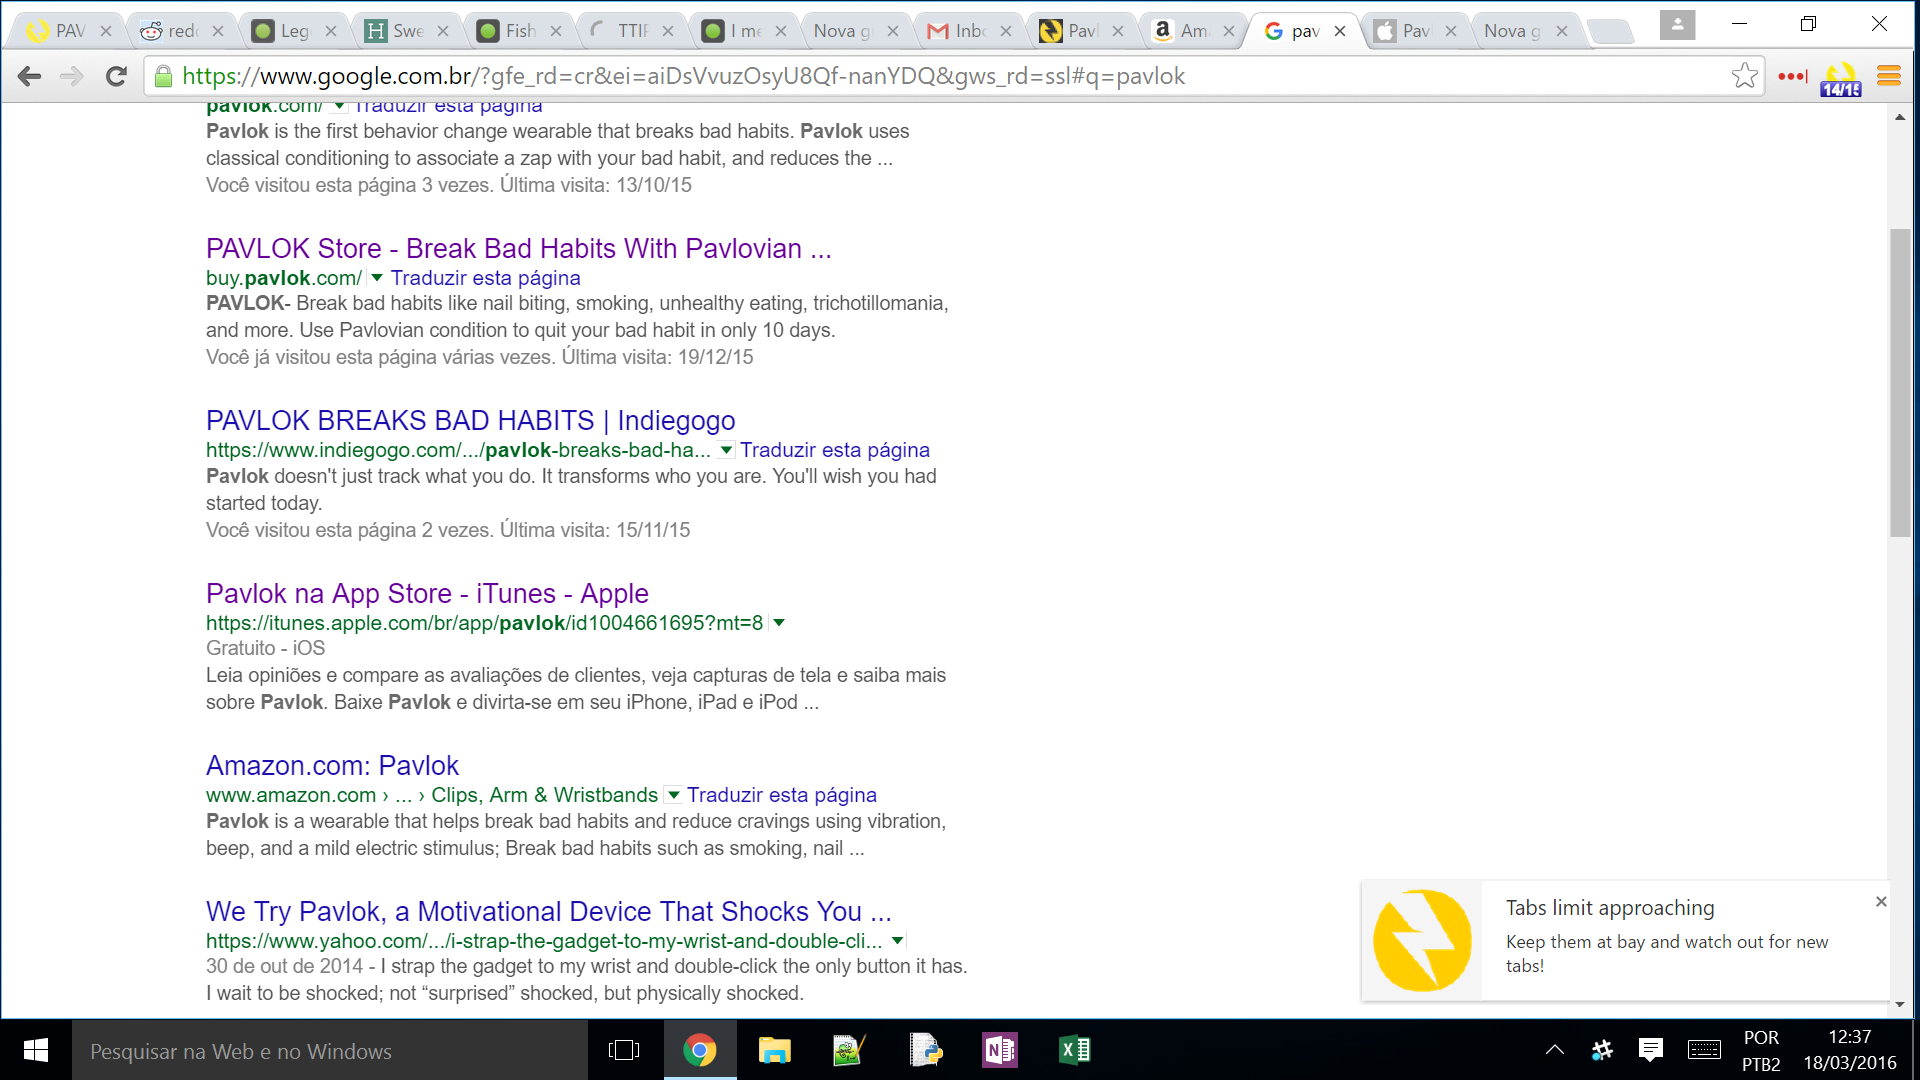 PAV
redd
Leg
Swe
Fish
TTIP
I me
Nova g
Inbo
Pavl
Am
pav
Pav
Nova g
https://www.google.com.br/?gfe_rd=cr&ei=aiDsVvuzOsyU8Qf-nanYDQ&gws_rd=ssl#q=pavlok
14/15
pavlok.com/ Traduzir esta página
Pavlok is the first behavior change wearable that breaks bad habits. Pavlok uses
classical conditioning to associate a zap with your bad habit, and reduces the ...
Você visitou esta página 3 vezes. Última visita: 13/10/15
PAVLOK Store - Break Bad Habits With Pavlovian ...
buy.pavlok.com/ Traduzir esta página
PAVLOK- Break bad habits like nail biting, smoking, unhealthy eating, trichotillomania,
and more. Use Pavlovian condition to quit your bad habit in only 10 days.
Você já visitou esta página várias vezes. Última visita: 19/12/15
PAVLOK BREAKS BAD HABITS | Indiegogo
https://www.indiegogo.com/.../pavlok-breaks-bad-ha... Traduzir esta página
Pavlok doesn't just track what you do. It transforms who you are. You'll wish you had
started today.
Você visitou esta página 2 vezes. Última visita: 15/11/15
Pavlok na App Store - iTunes - Apple
https://itunes.apple.com/br/app/pavlok/id1004661695?mt=8
Gratuito - iOS
Leia opiniões e compare as avaliações de clientes, veja capturas de tela e saiba mais
sobre Pavlok. Baixe Pavlok e divirta-se em seu iPhone, iPad e iPod ...
Amazon.com: Pavlok
www.amazon.com › ... › Clips, Arm & Wristbands Traduzir esta página
Pavlok is a wearable that helps break bad habits and reduce cravings using vibration,
beep, and a mild electric stimulus; Break bad habits such as smoking, nail ...
We Try Pavlok, a Motivational Device That Shocks You ...
https://www.yahoo.com/.../i-strap-the-gadget-to-my-wrist-and-double-cli...
30 de out de 2014 - I strap the gadget to my wrist and double-click the only button it has.
I wait to be shocked; not “surprised” shocked, but physically shocked.
Tabs limit approaching
Keep them at bay and watch out for new
tabs!
Pesquisar na Web e no Windows
POR
PTB2
12:37
18/03/2016